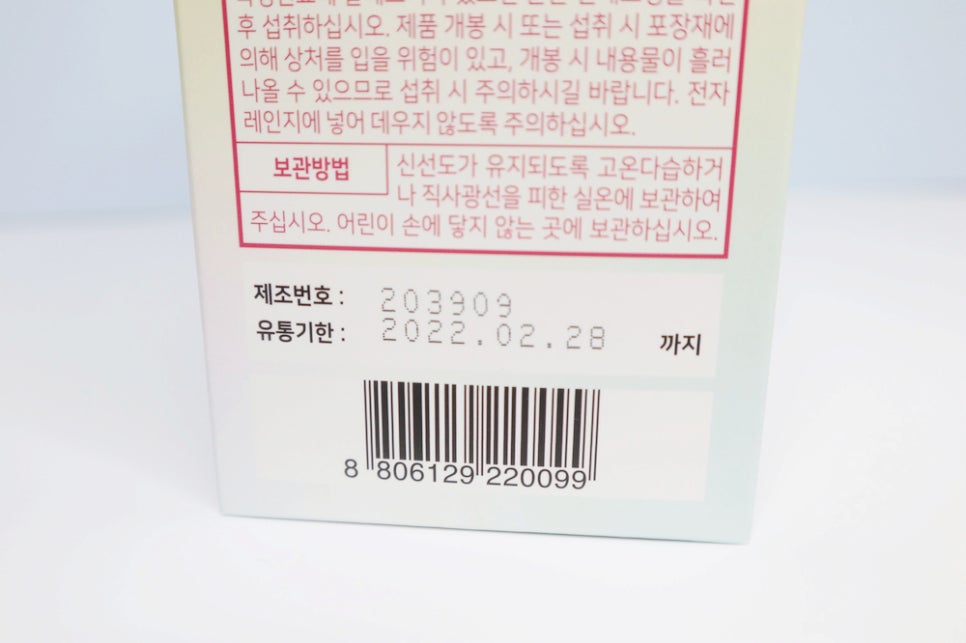 후 섭취하십시오. 제품 개봉 시 또는 섭취 시 포장재에
의해 상처를 입을 위험이 있고, 개봉 시 내용물이 흘러
나올 수 있으므로 섭취 시 주의하시길 바랍니다. 전자
레인지에 넣어 데우지 않도록 주의하십시오.
보관방법
신선도가 유지되도록 고온다습하거
나 직사광선을 피한 실온에 보관하여
주십시오. 어린이 손에 닿지 않는 곳에 보관하십시오.
제조번호 : 203909
유통기한 : 2022.02.28 까지
8 806129 220099